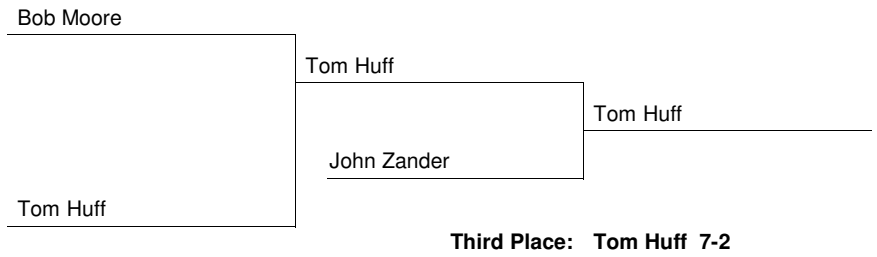 Bob Moore
Tom Huff
Tom Huff
John Zander
Tom Huff
Third Place: Tom Huff 7-2